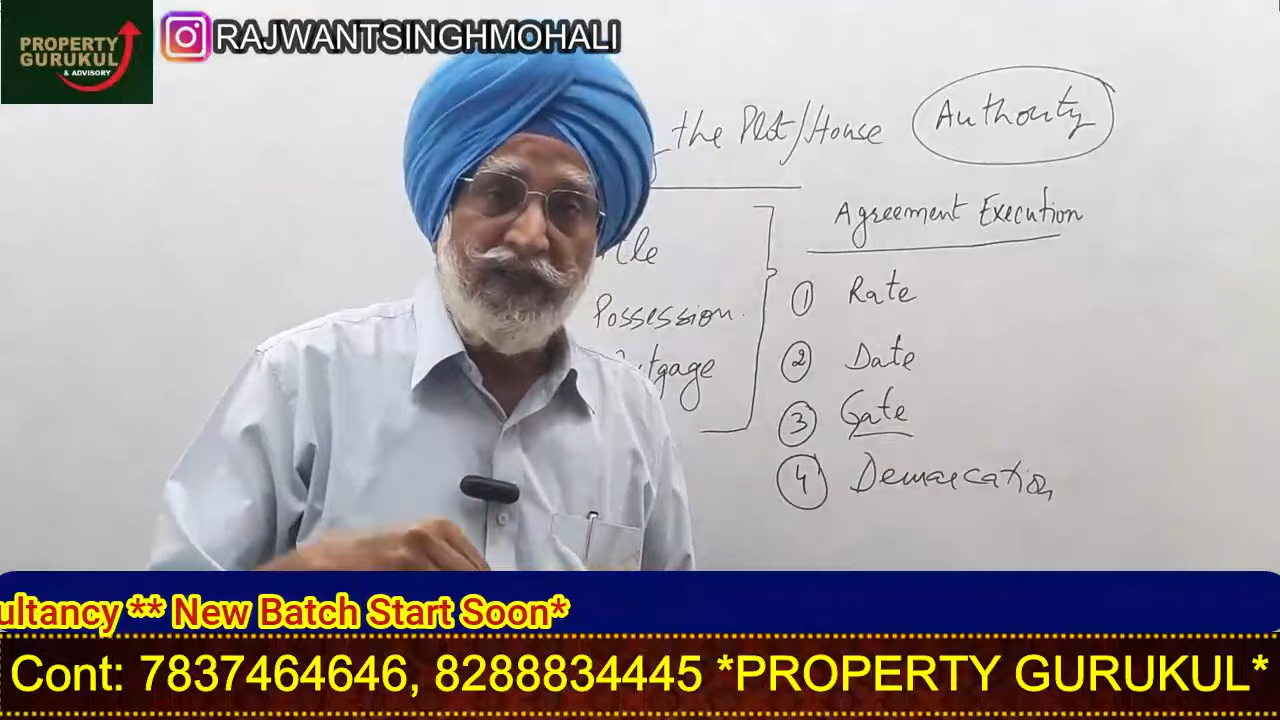 PROPERTY
GURUKUL
& ADVISORY
RAJWANTSINGHMOHALI
the Plot/House
Authority
Possession.
Agreement Execution
1 Rate
2 Date
3 Gate
4 Demarcation
ultancy ** New Batch Start Soon*
Cont: 7837464646, 8288834445 *PROPERTY GURUKUL*